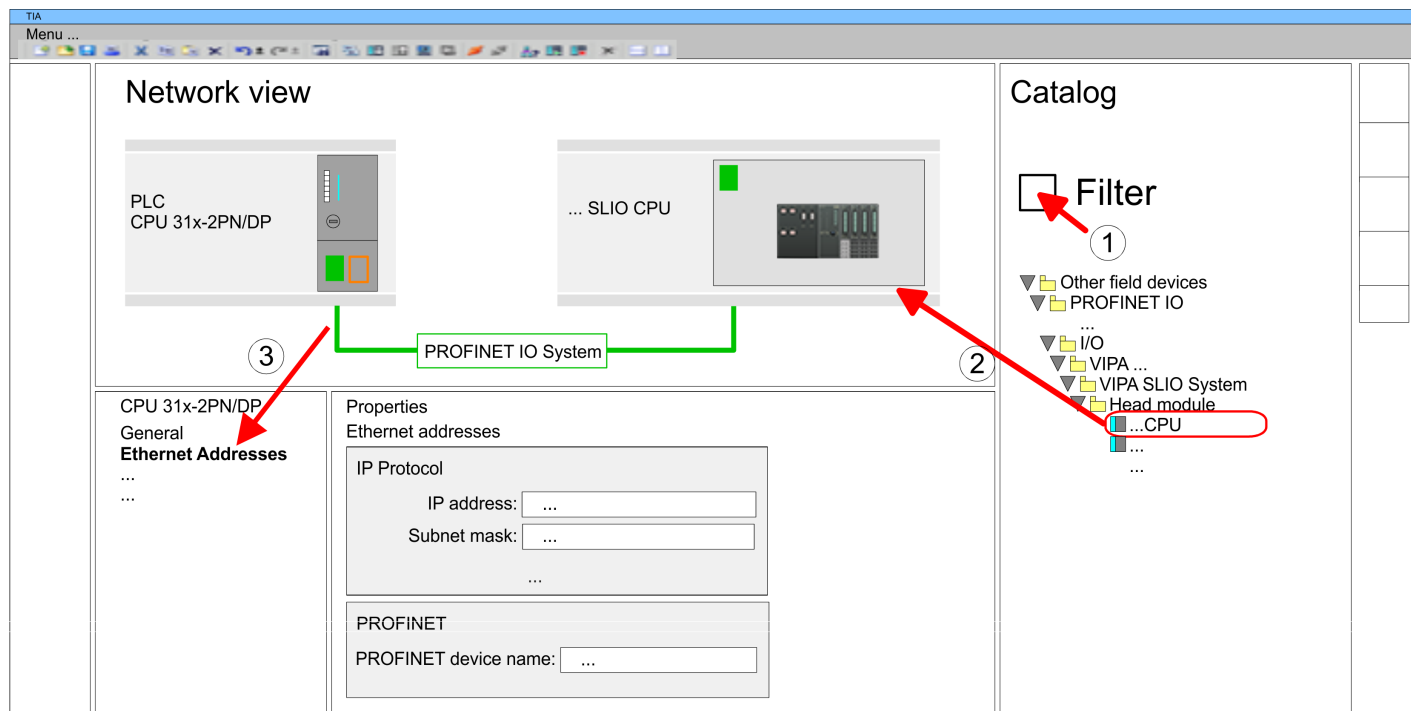 TIA
Menu ...
Network view
PLC
CPU 31x-2PN/DP
... SLIO CPU
PROFINET IO System
3
2
Catalog
Filter
1
Other field devices
PROFINET IO
...
I/O
VIPA ...
VIPA SLIO System
Head module
...CPU
...
...
CPU 31x-2PN/DP
General
Ethernet Addresses
...
...
Properties
Ethernet addresses
IP Protocol
IP address: ...
Subnet mask: ...
...
PROFINET
PROFINET device name: ...